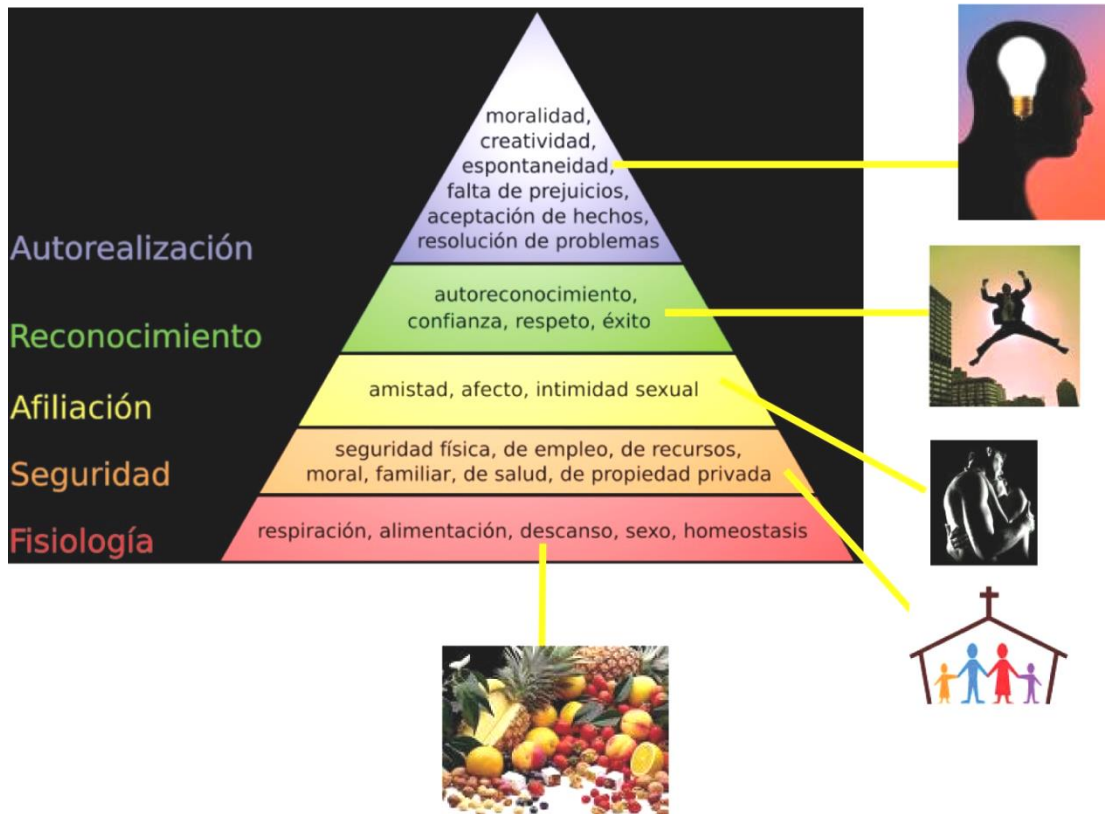 moralidad,
creatividad,
espontaneidad,
falta de prejuicios,
aceptación de hechos,
resolución de problemas
Autorealización
autoreconocimiento,
confianza, respeto, éxito
Reconocimiento
amistad, afecto, intimidad sexual
Afiliación
seguridad física, de empleo, de recursos,
moral, familiar, de salud, de propiedad privada
Seguridad
respiración, alimentación, descanso, sexo, homeostasis
Fisiología